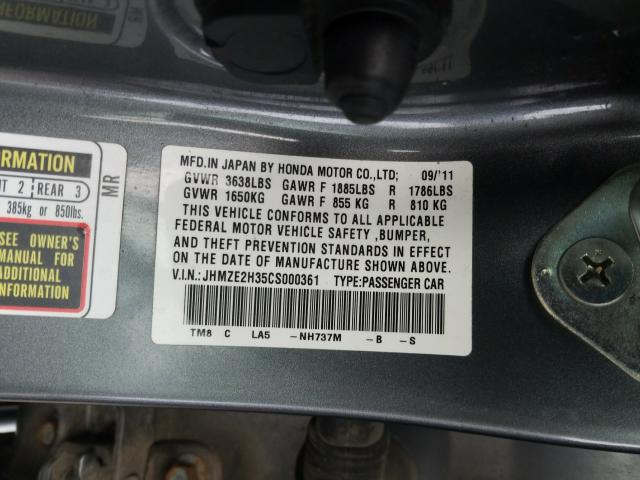 FORMATION
ORMATION
NT 2 REAR 3
385kg or 850lbs.
MR
SEE OWNER'S
MANUAL FOR
ADDITIONAL
INFORMATION
MFD.IN JAPAN BY HONDA MOTOR CO.,LTD; 09/'11
GVWR 3638LBS GAWR F 1885LBS R 1786LBS
GVWR 1650KG GAWR F 855 KG R 810 KG
THIS VEHICLE CONFORMS TO ALL APPLICABLE
FEDERAL MOTOR VEHICLE SAFETY ,BUMPER,
AND THEFT PREVENTION STANDARDS IN EFFECT
ON THE DATE OF MANUFACTURE SHOWN ABOVE.
V.I.N.:JHMZE2H35CS000361 TYPE:PASSENGER CAR
TM8 C LA5 -NH737M -B -S